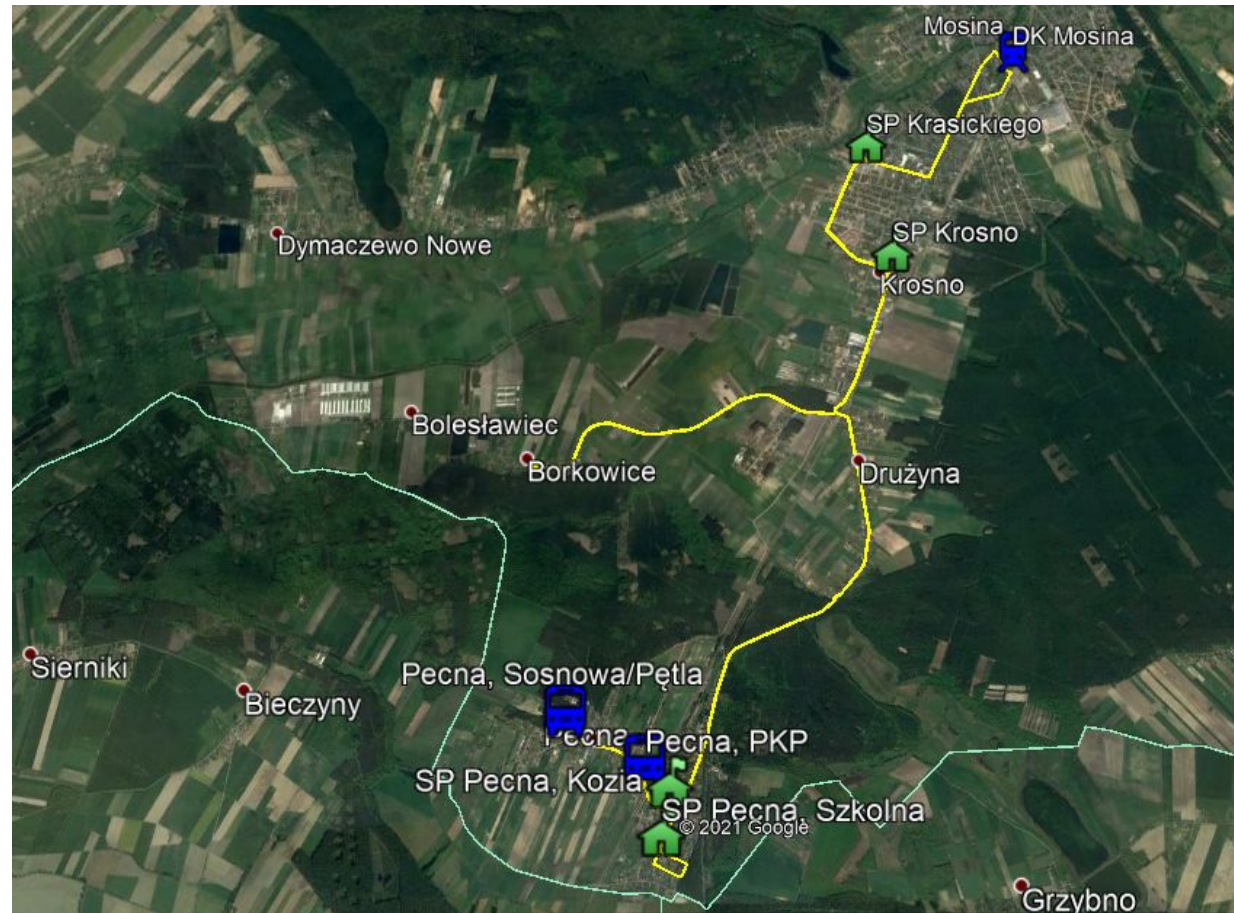 Mosina
DK Mosina
SP Krasickiego
SP Krosno
Dymaczewo Nowe
Krosno
Bolesławiec
Borkowice
Drużyna
Sierniki
Pecna, Sosnowa/Pętla
Bieczyny
Pecna
Pecna, PKP
SP Pecna, Kozia
SP Pecna, Szkolna
© 2021 Google
Grzybno